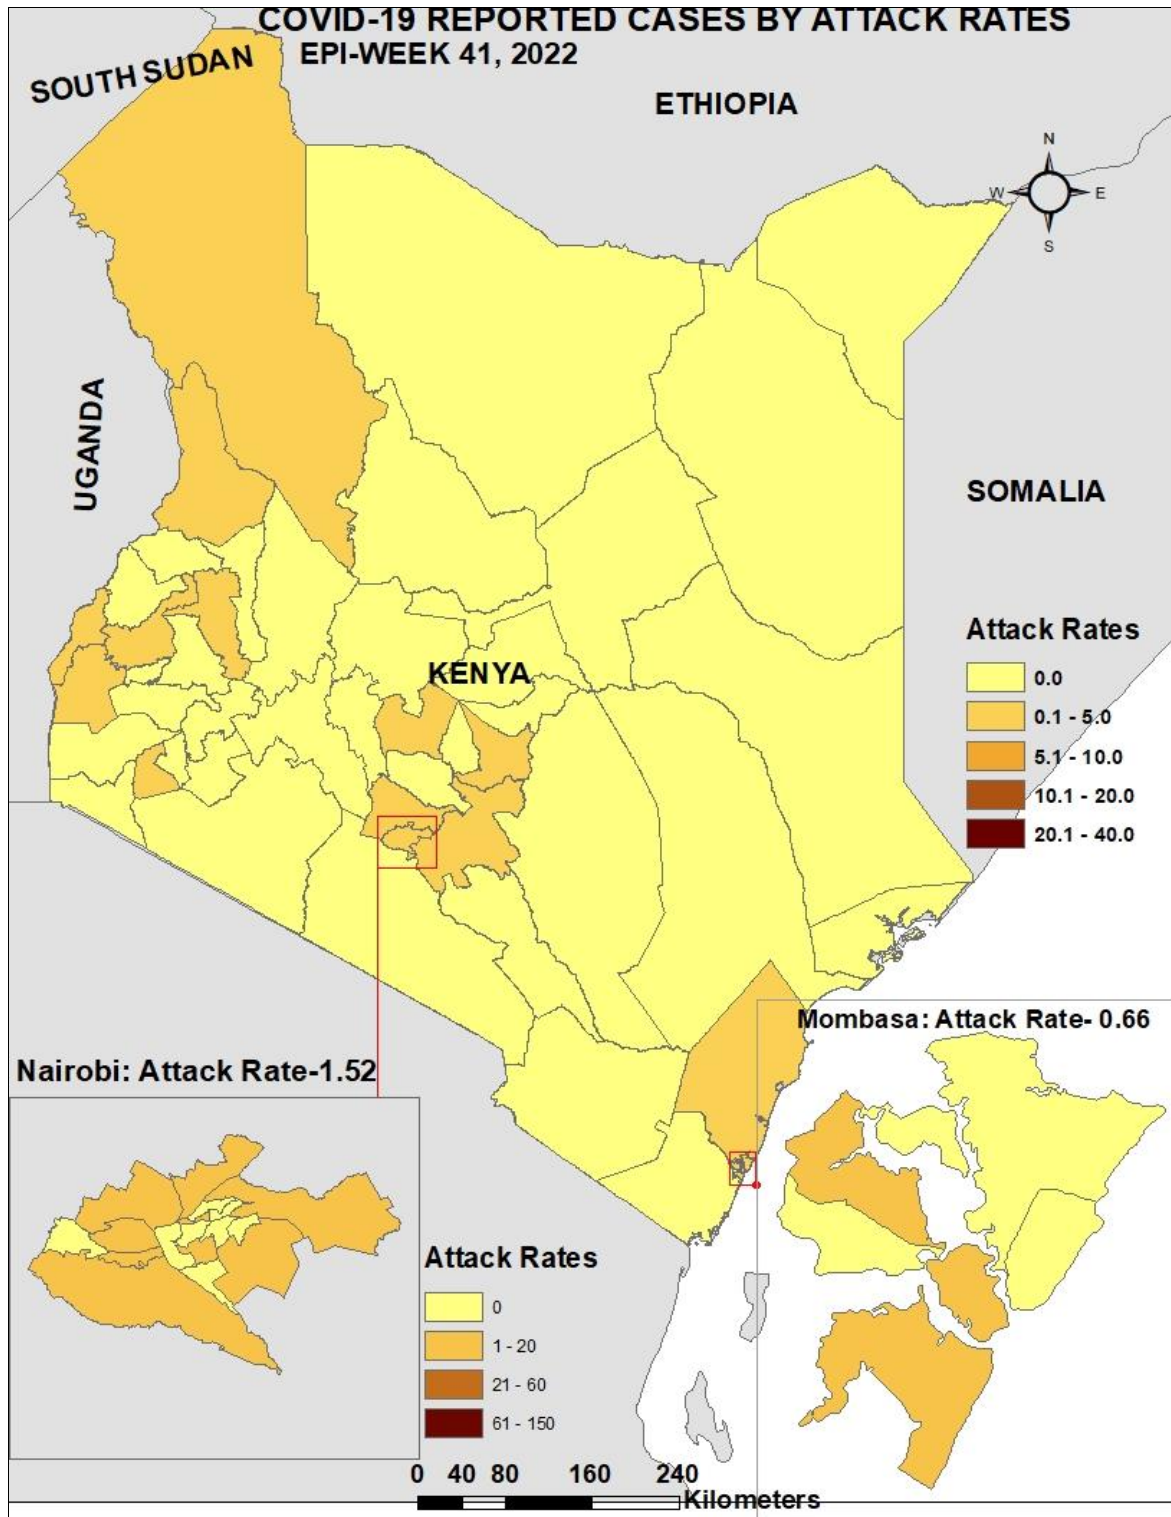 COVID-19 REPORTED CASES BY ATTACK RATES
EPI-WEEK 41, 2022
SOUTH SUDAN
ETHIOPIA
N
W
E
S
UGANDA
SOMALIA
KENYA
Attack Rates
0.0
0.1 - 5.0
5.1 - 10.0
10.1 - 20.0
20.1 - 40.0
Mombasa: Attack Rate- 0.66
Nairobi: Attack Rate-1.52
Attack Rates
0
1 - 20
21 - 60
61 - 150
0 40 80 160 240
Kilometers